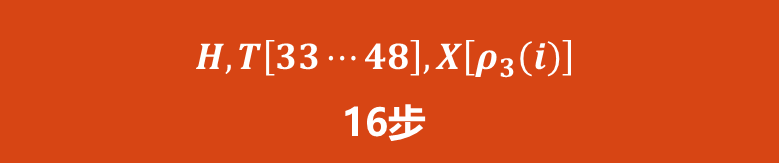 H, T[33 ⋯ 48], X[ρ₃(i)]
16步